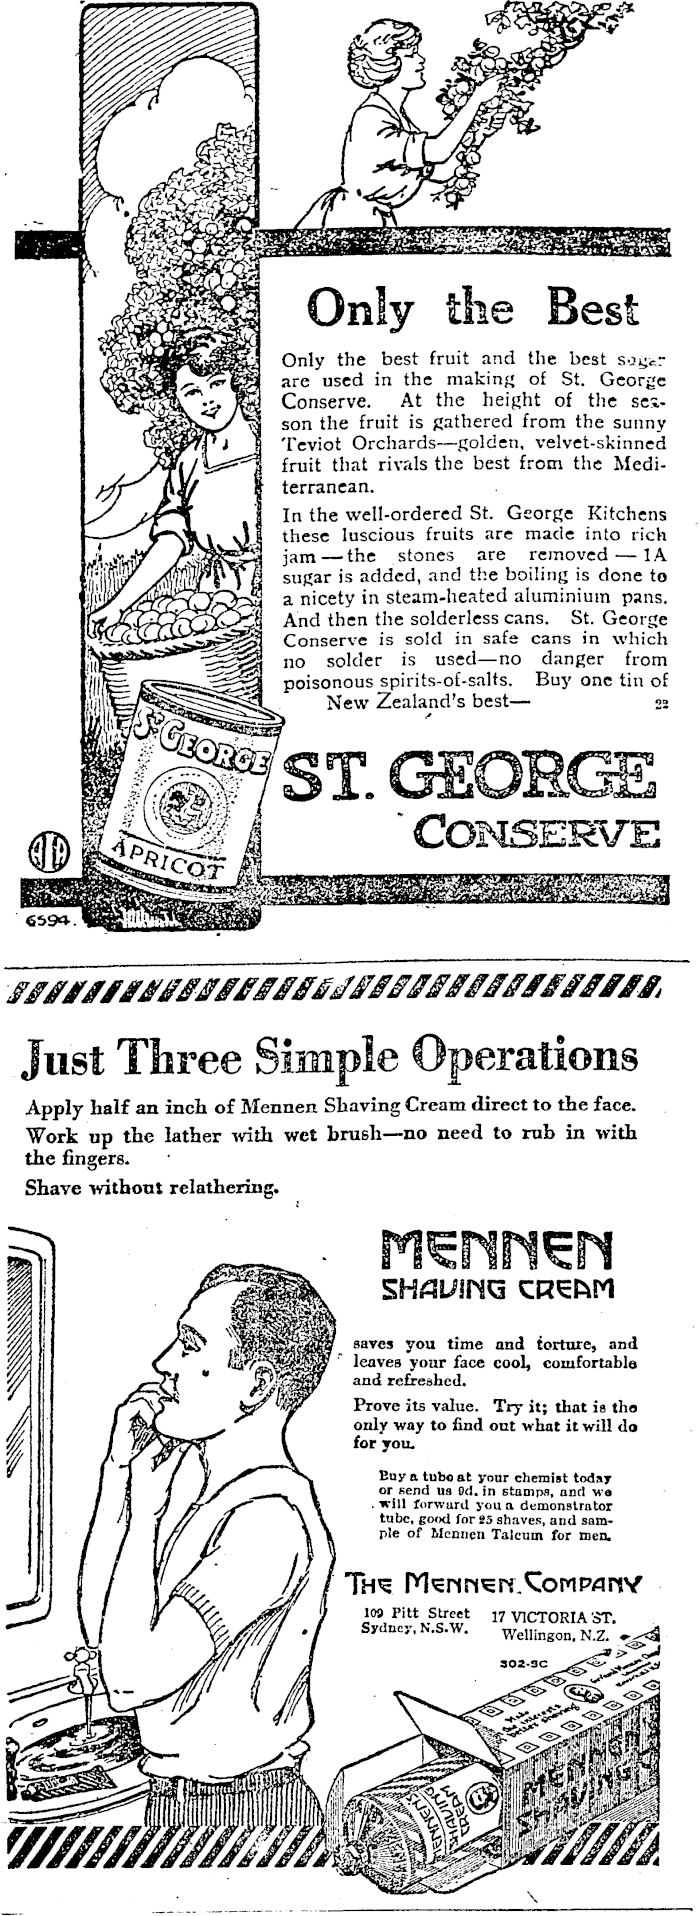 Only the Best
Only the best fruit and the best sugar
are used in the making of St. George
Conserve. At the height of the sea-
son the fruit is gathered from the sunny
Teviot Orchards—golden, velvet-skinned
fruit that rivals the best from the Medi-
terranean.
In the well-ordered St. George Kitchens
these luscious fruits are made into rich
jam—the stones are removed—1A
sugar is added, and the boiling is done to
a nicety in steam-heated aluminium pans.
And then the solderless cans. St. George
Conserve is sold in safe cans in which
no solder is used—no danger from
poisonous spirits-of-salts. Buy one tin of
New Zealand's best— 22
ST. GEORGE
CONSERVE
ST GEORGE
APRICOT
6594.
Just Three Simple Operations
Apply half an inch of Mennen Shaving Cream direct to the face.
Work up the lather with wet brush—no need to rub in with
the fingers.
Shave without relathering.
MENNEN
SHAVING CREAM
saves you time and torture, and
leaves your face cool, comfortable
and refreshed.
Prove its value. Try it; that is the
only way to find out what it will do
for you.
Buy a tube at your chemist today
or send us 9d. in stamps, and we
will forward you a demonstrator
tube, good for 25 shaves, and sam-
ple of Mennen Talcum for men.
THE MENNEN COMPANY
109 Pitt Street
Sydney, N.S.W.
17 VICTORIA ST.
Wellingon, N.Z.
302-SC
MENNEN
SHAVING
MENNEN'S
SHAVING
CREAM